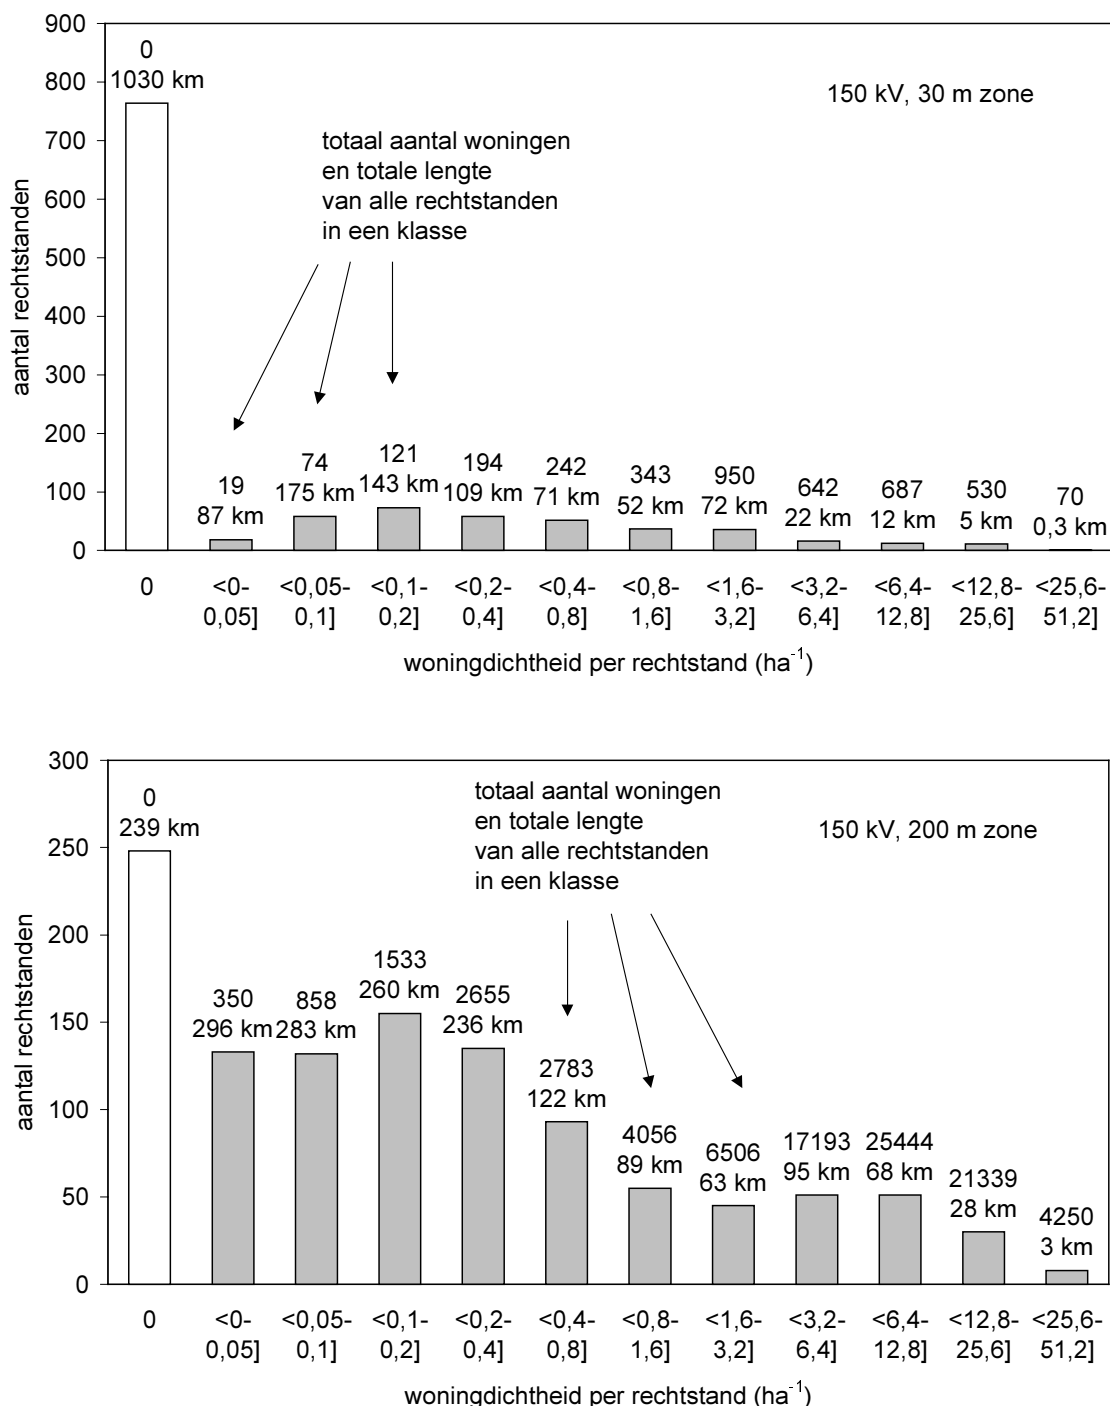 900
800
700
600
500
400
300
200
100
0
aantal rechtstanden
150 kV, 30 m zone
totaal aantal woningen
en totale lengte
van alle rechtstanden
in een klasse
0
1030 km
19
87 km
74
175 km
121
143 km
194
109 km
242
71 km
343
52 km
950
72 km
642
22 km
687
12 km
530
5 km
70
0,3 km
0
<0-
0,05]
<0,05-
0,1]
<0,1-
0,2]
<0,2-
0,4]
<0,4-
0,8]
<0,8-
1,6]
<1,6-
3,2]
<3,2-
6,4]
<6,4-
12,8]
<12,8-
25,6]
<25,6-
51,2]
woningdichtheid per rechtstand (ha⁻¹)
300
250
200
150
100
50
0
aantal rechtstanden
totaal aantal woningen
en totale lengte
van alle rechtstanden
in een klasse
150 kV, 200 m zone
0
239 km
350
296 km
858
283 km
1533
260 km
2655
236 km
2783
122 km
4056
89 km
6506
63 km
17193
95 km
25444
68 km
21339
28 km
4250
3 km
0
<0-
0,05]
<0,05-
0,1]
<0,1-
0,2]
<0,2-
0,4]
<0,4-
0,8]
<0,8-
1,6]
<1,6-
3,2]
<3,2-
6,4]
<6,4-
12,8]
<12,8-
25,6]
<25,6-
51,2]
woningdichtheid per rechtstand (ha⁻¹)